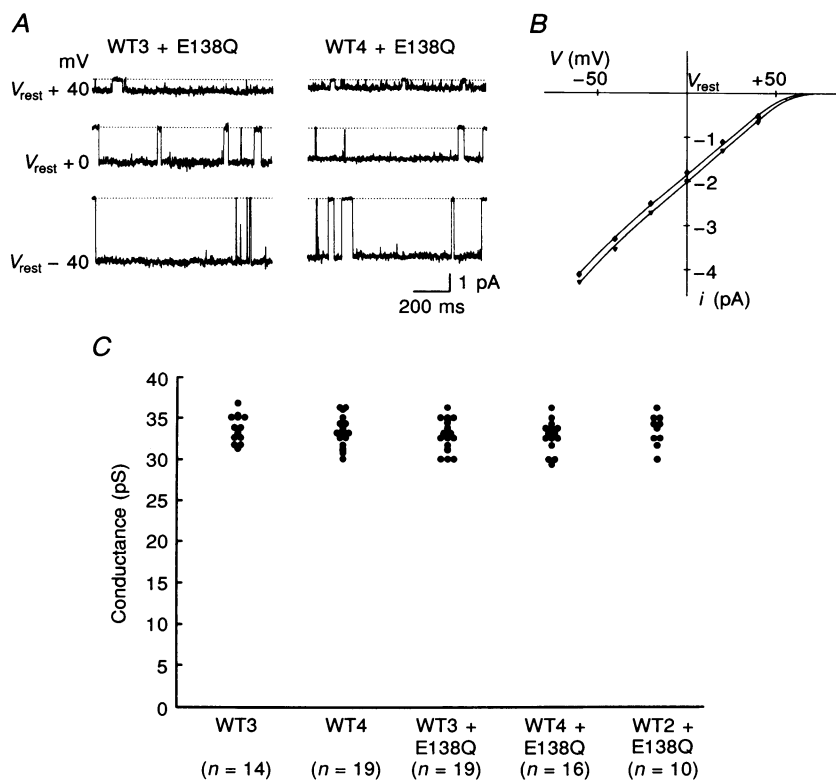 A
WT3 + E138Q
WT4 + E138Q
mV
Vrest + 40
Vrest + 0
Vrest − 40
1 pA
200 ms
B
V (mV)
−50
Vrest
+50
−1
−2
−3
−4
i (pA)
C
Conductance (pS)
40
35
30
25
20
15
10
5
0
WT3
WT4
WT3 +
E138Q
WT4 +
E138Q
WT2 +
E138Q
(n = 14)
(n = 19)
(n = 19)
(n = 16)
(n = 10)